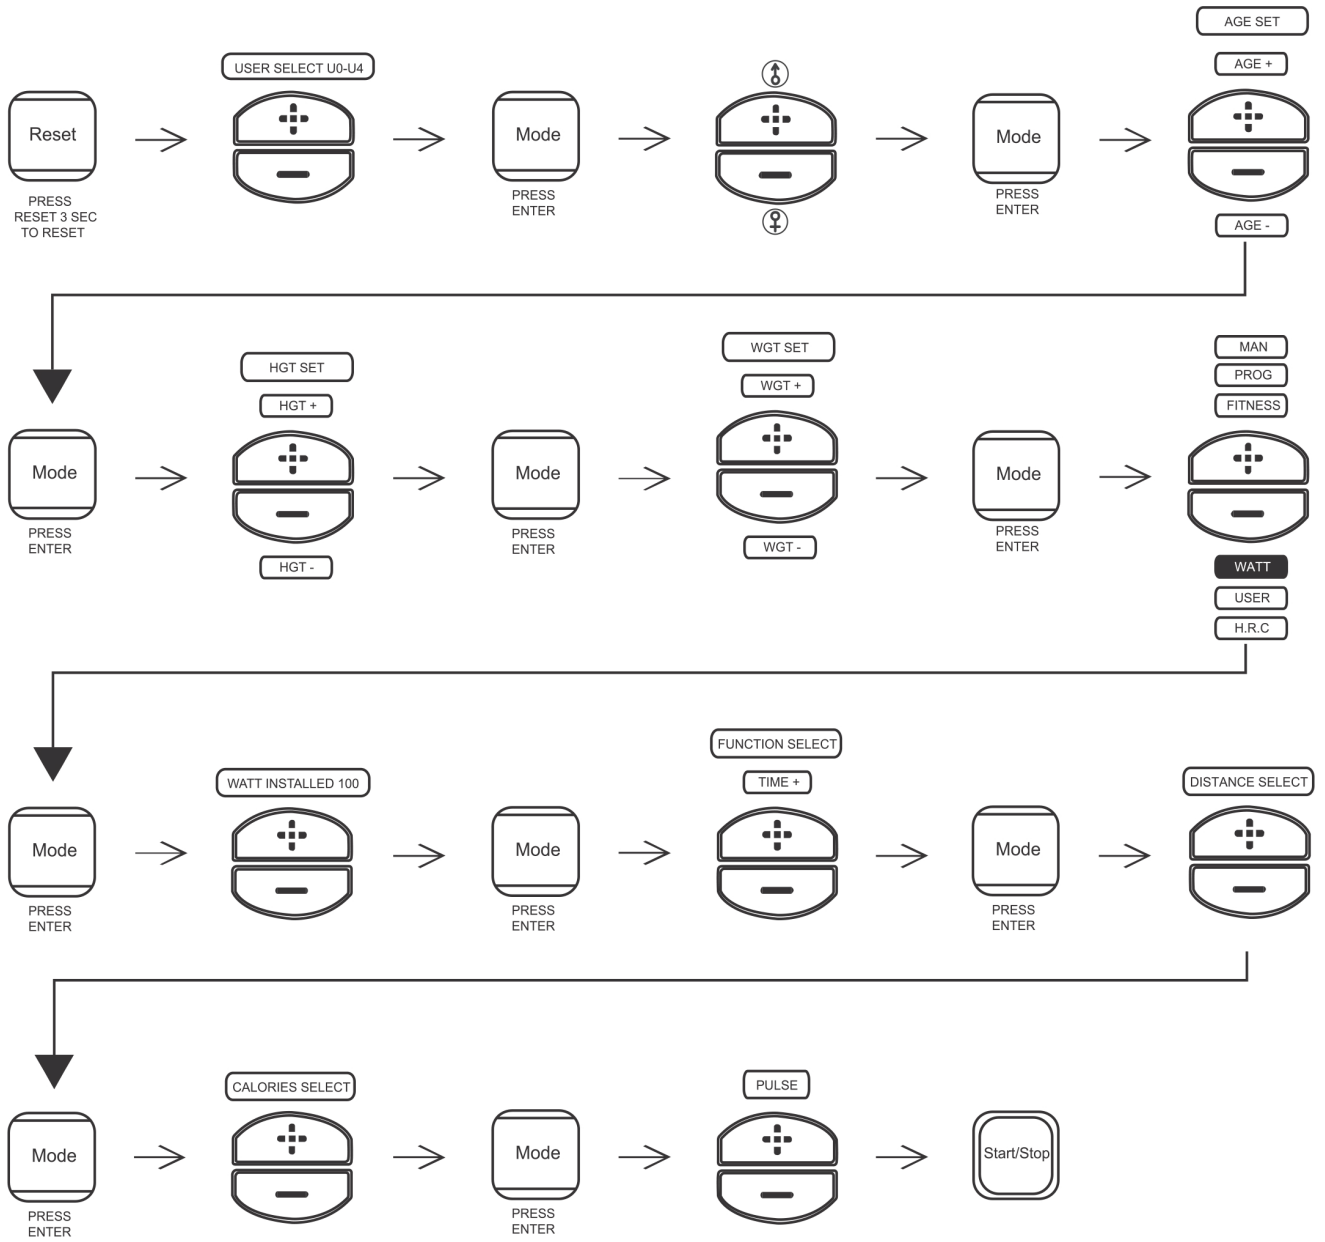 AGE SET
USER SELECT U0-U4
AGE +
Reset
Mode
Mode
PRESS
RESET 3 SEC
TO RESET
PRESS
ENTER
PRESS
ENTER
AGE -
HGT SET
HGT +
WGT SET
WGT +
MAN
PROG
FITNESS
Mode
Mode
Mode
PRESS
ENTER
PRESS
ENTER
PRESS
ENTER
HGT -
WGT -
WATT
USER
H.R.C
WATT INSTALLED 100
FUNCTION SELECT
TIME +
DISTANCE SELECT
Mode
Mode
Mode
PRESS
ENTER
PRESS
ENTER
PRESS
ENTER
CALORIES SELECT
PULSE
Mode
Mode
Start/Stop
PRESS
ENTER
PRESS
ENTER